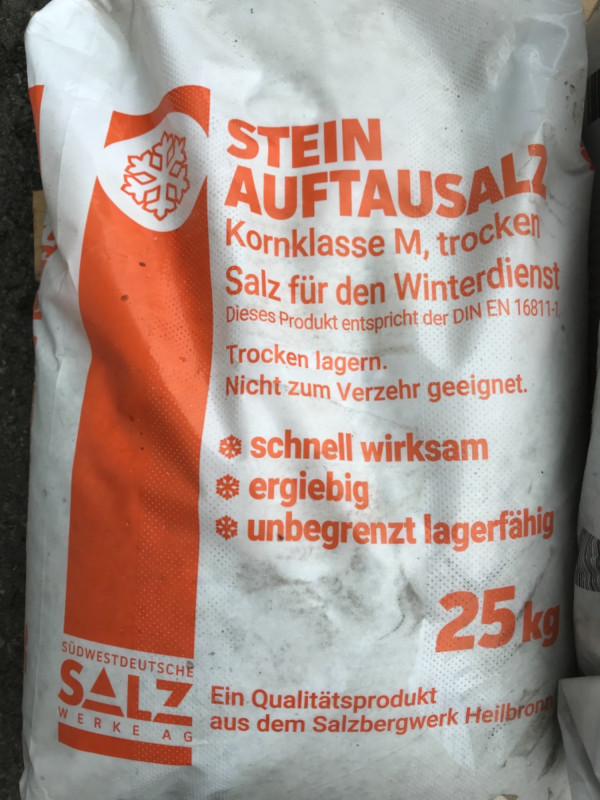 STEIN
AUFTAUSALZ
Kornklasse M, trocken
Salz für den Winterdienst
Dieses Produkt entspricht der DIN EN 16811-1.
Trocken lagern.
Nicht zum Verzehr geeignet.
schnell wirksam
ergiebig
unbegrenzt lagerfähig
25 kg
SÜDWESTDEUTSCHE
SALZ
WERKE AG
Ein Qualitätsprodukt
aus dem Salzbergwerk Heilbronn